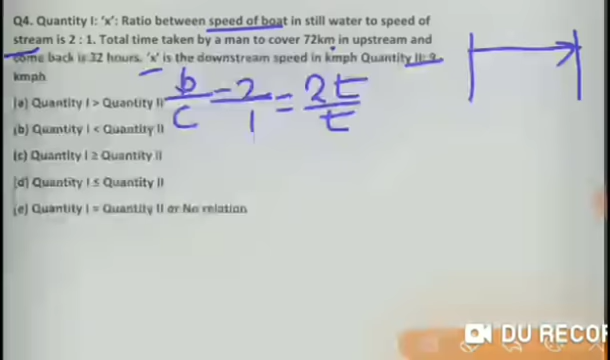 Q4. Quantity I: 'x': Ratio between speed of boat in still water to speed of
stream is 2 : 1. Total time taken by a man to cover 72km in upstream and
come back is 32 hours. 'x' is the downstream speed in kmph Quantity II: 9
kmph
(a) Quantity I > Quantity II
(b) Quantity I < Quantity II
(c) Quantity I ≥ Quantity II
(d) Quantity I ≤ Quantity II
(e) Quantity I = Quantity II or No relation
b/c = 2/1 = 2t/t
DU RECOR